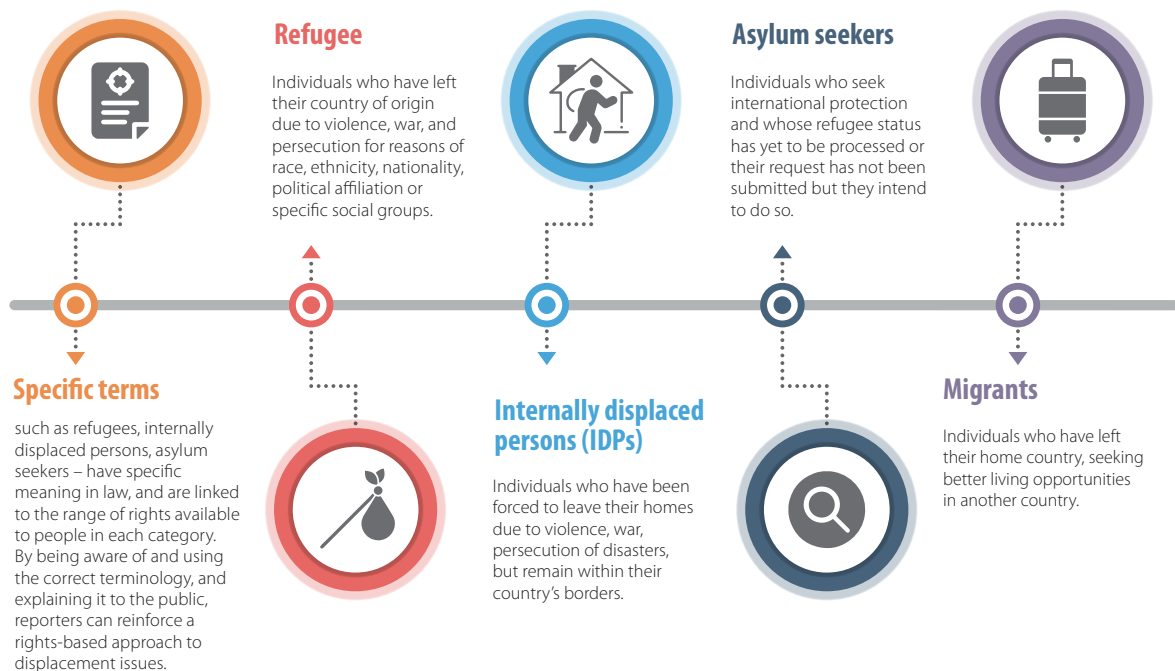 Specific terms
such as refugees, internally
displaced persons, asylum
seekers – have specific
meaning in law, and are linked
to the range of rights available
to people in each category.
By being aware of and using
the correct terminology, and
explaining it to the public,
reporters can reinforce a
rights-based approach to
displacement issues.
Refugee
Individuals who have left
their country of origin
due to violence, war, and
persecution for reasons of
race, ethnicity, nationality,
political affiliation or
specific social groups.
Internally displaced
persons (IDPs)
Individuals who have been
forced to leave their homes
due to violence, war,
persecution of disasters,
but remain within their
country’s borders.
Asylum seekers
Individuals who seek
international protection
and whose refugee status
has yet to be processed or
their request has not been
submitted but they intend
to do so.
Migrants
Individuals who have left
their home country, seeking
better living opportunities
in another country.